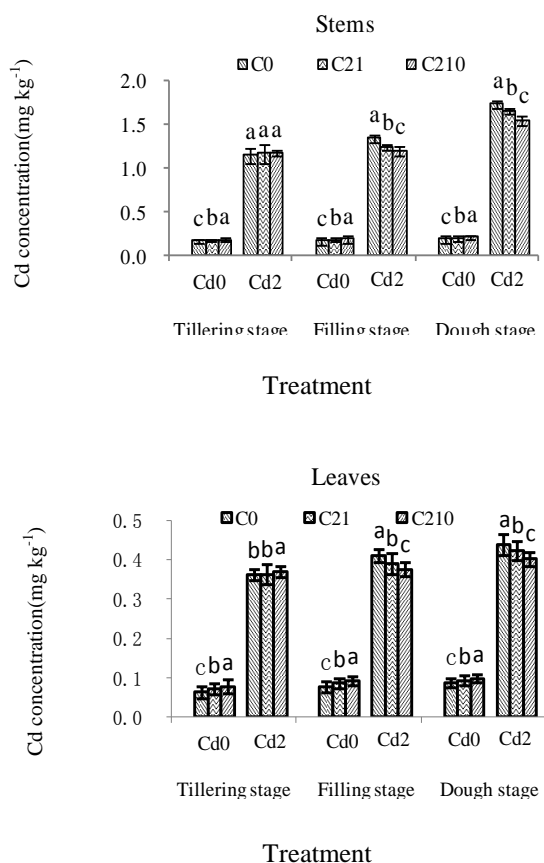 Stems
C0 C21 C210
Cd concentration(mg kg-1)
2.0
1.5
1.0
0.5
0.0
c b a
a a a
c b a
a b c
c b a
a b c
Cd0 Cd2 Cd0 Cd2 Cd0 Cd2
Tillering stage Filling stage Dough stage
Treatment
Leaves
C0 C21 C210
Cd concentration(mg kg-1)
0.5
0.4
0.3
0.2
0.1
0.0
c b a
b b a
c b a
a b c
c b a
a b c
Cd0 Cd2 Cd0 Cd2 Cd0 Cd2
Tillering stage Filling stage Dough stage
Treatment